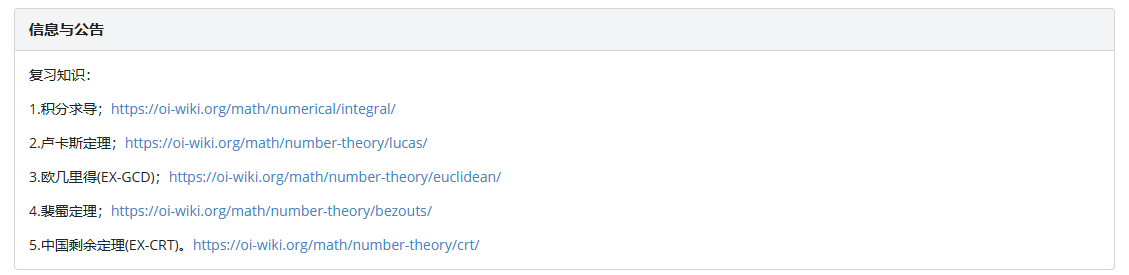 信息与公告
复习知识：
1.积分求导；https://oi-wiki.org/math/numerical/integral/
2.卢卡斯定理；https://oi-wiki.org/math/number-theory/lucas/
3.欧几里得(EX-GCD)；https://oi-wiki.org/math/number-theory/euclidean/
4.裴蜀定理；https://oi-wiki.org/math/number-theory/bezouts/
5.中国剩余定理(EX-CRT)。https://oi-wiki.org/math/number-theory/crt/